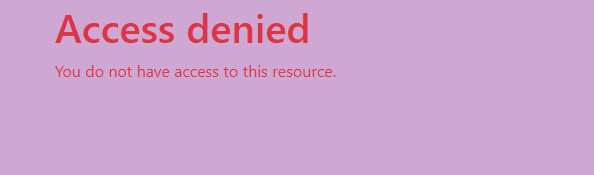 Access denied
You do not have access to this resource.